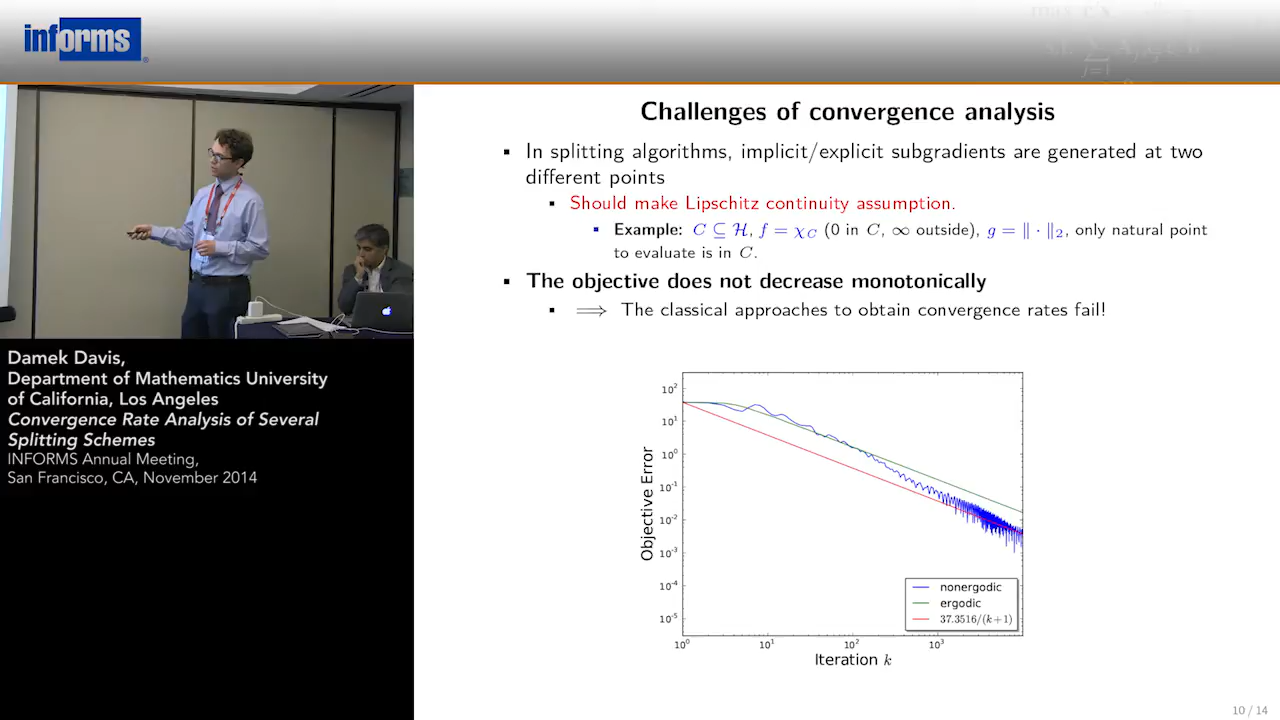 informs
Challenges of convergence analysis
▪ In splitting algorithms, implicit/explicit subgradients are generated at two
different points
▪ Should make Lipschitz continuity assumption.
▪ Example: C ⊆ H, f = χ_C (0 in C, ∞ outside), g = ‖ · ‖₂, only natural point
to evaluate is in C.
▪ The objective does not decrease monotonically
▪ ⟹ The classical approaches to obtain convergence rates fail!
Damek Davis,
Department of Mathematics University
of California, Los Angeles
Convergence Rate Analysis of Several
Splitting Schemes
INFORMS Annual Meeting,
San Francisco, CA, November 2014
Objective Error
10²
10¹
10⁰
10⁻¹
10⁻²
10⁻³
10⁻⁴
10⁻⁵
nonergodic
ergodic
37.3516/(k+1)
10⁰ 10¹ 10² 10³
Iteration k
10 / 14